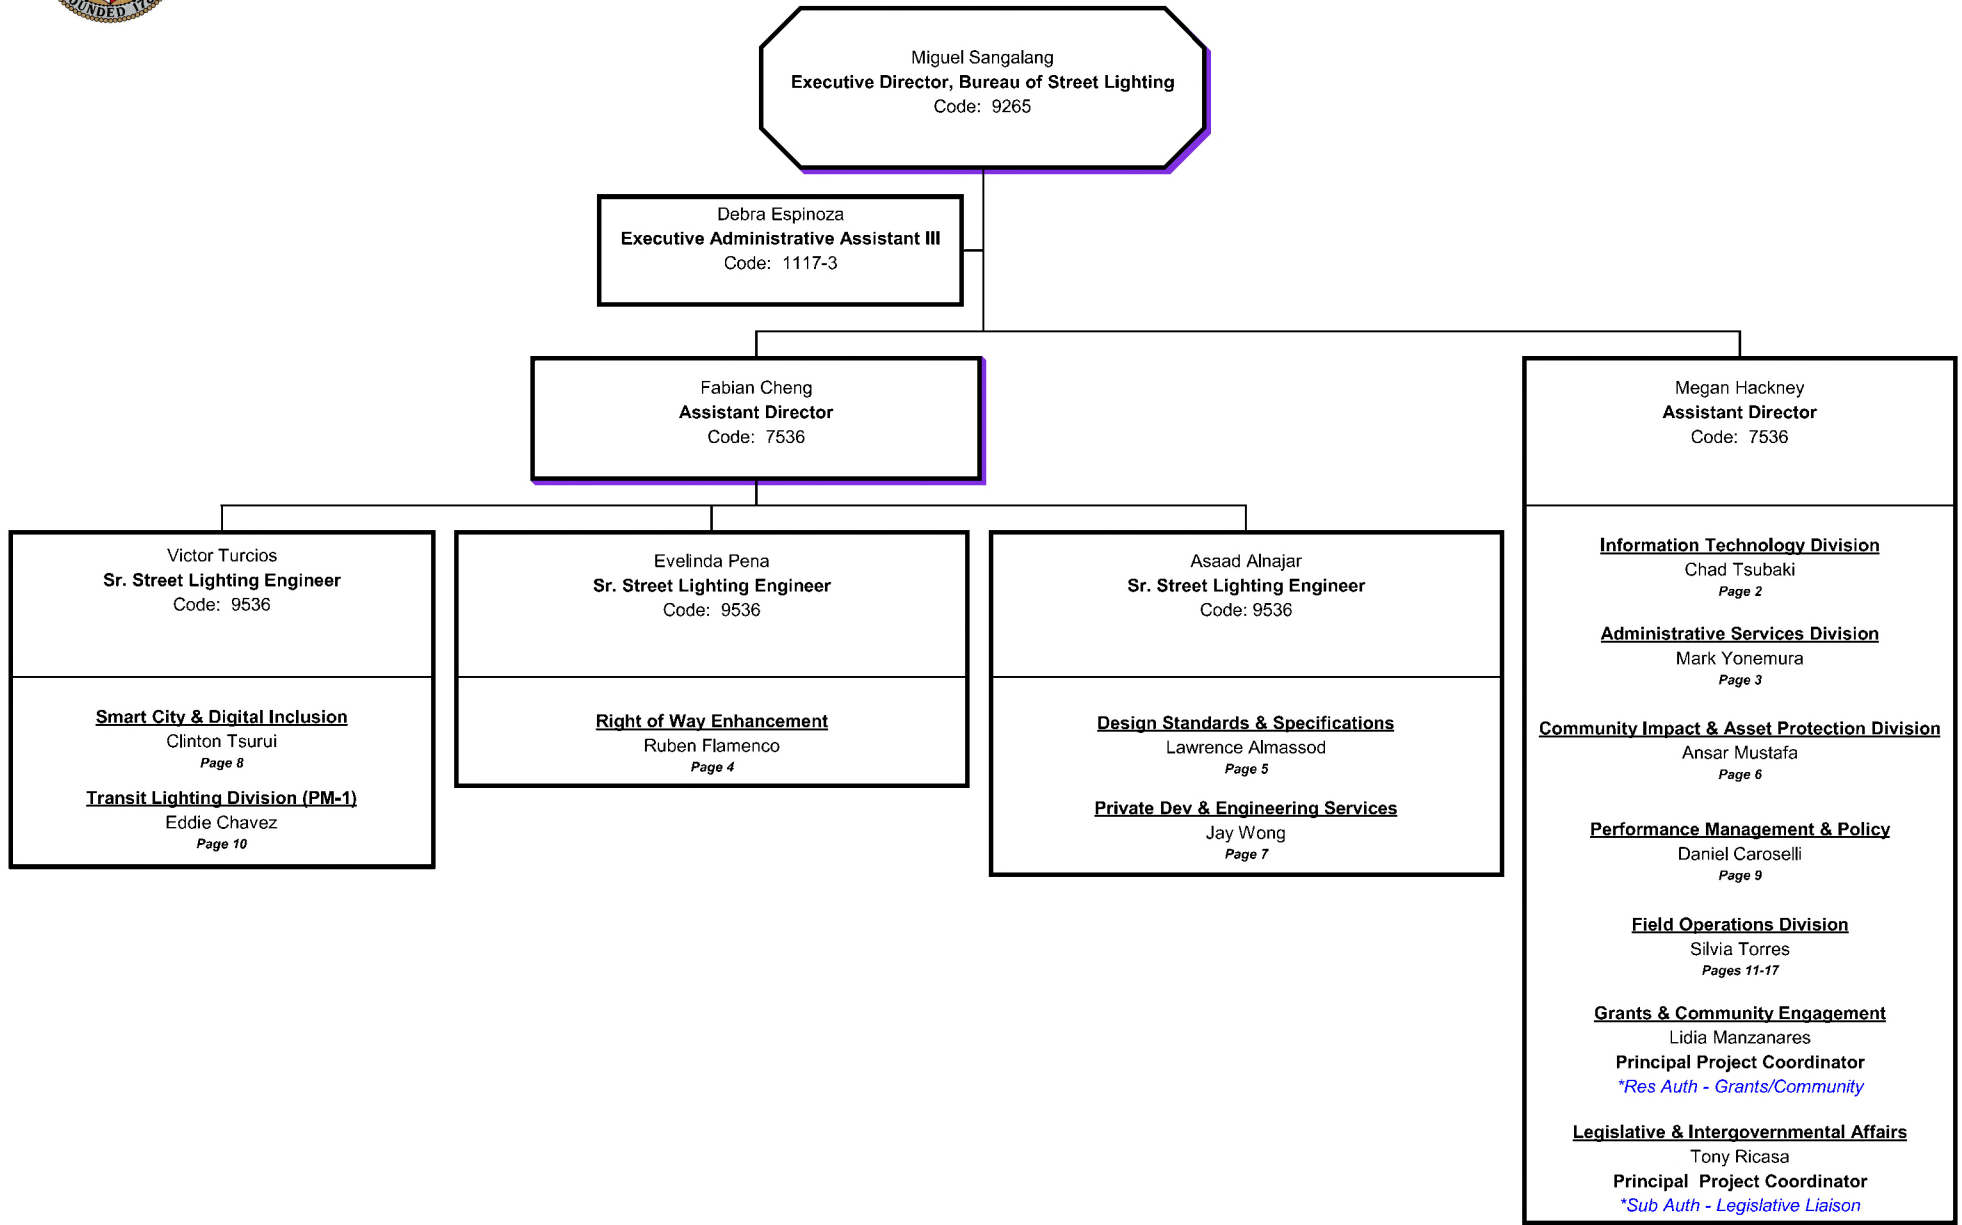 OUNDED 17
Miguel Sangalang
Executive Director, Bureau of Street Lighting
Code: 9265
Debra Espinoza
Executive Administrative Assistant III
Code: 1117-3
Fabian Cheng
Assistant Director
Code: 7536
Megan Hackney
Assistant Director
Code: 7536
Victor Turcios
Sr. Street Lighting Engineer
Code: 9536
Smart City & Digital Inclusion
Clinton Tsurui
Page 8
Transit Lighting Division (PM-1)
Eddie Chavez
Page 10
Evelinda Pena
Sr. Street Lighting Engineer
Code: 9536
Right of Way Enhancement
Ruben Flamenco
Page 4
Asaad Alnajar
Sr. Street Lighting Engineer
Code: 9536
Design Standards & Specifications
Lawrence Almassod
Page 5
Private Dev & Engineering Services
Jay Wong
Page 7
Information Technology Division
Chad Tsubaki
Page 2
Administrative Services Division
Mark Yonemura
Page 3
Community Impact & Asset Protection Division
Ansar Mustafa
Page 6
Performance Management & Policy
Daniel Caroselli
Page 9
Field Operations Division
Silvia Torres
Pages 11-17
Grants & Community Engagement
Lidia Manzanares
Principal Project Coordinator
*Res Auth - Grants/Community
Legislative & Intergovernmental Affairs
Tony Ricasa
Principal Project Coordinator
*Sub Auth - Legislative Liaison